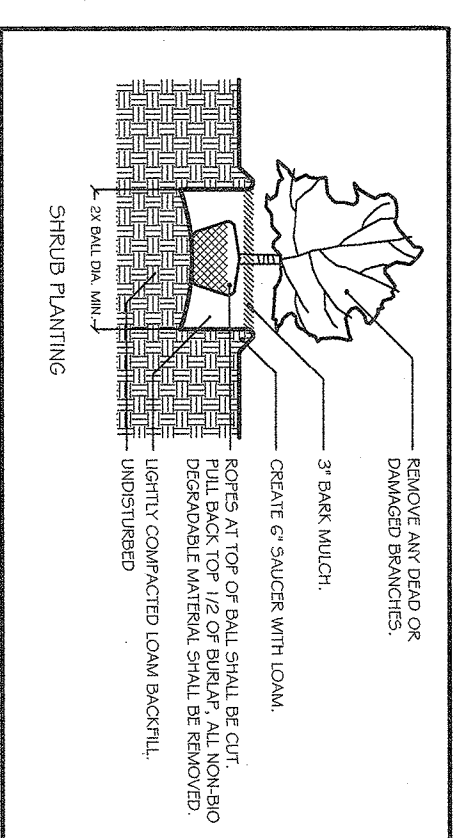 REMOVE ANY DEAD OR
DAMAGED BRANCHES.
3" BARK MULCH.
CREATE 6" SAUCER WITH LOAM.
ROPES AT TOP OF BALL SHALL BE CUT.
PULL BACK TOP 1/2 OF BURLAP, ALL NON-BIO
DEGRADABLE MATERIAL SHALL BE REMOVED.
LIGHTLY COMPACTED LOAM BACKFILL.
UNDISTURBED
2X BALL DIA. MIN.
SHRUB PLANTING